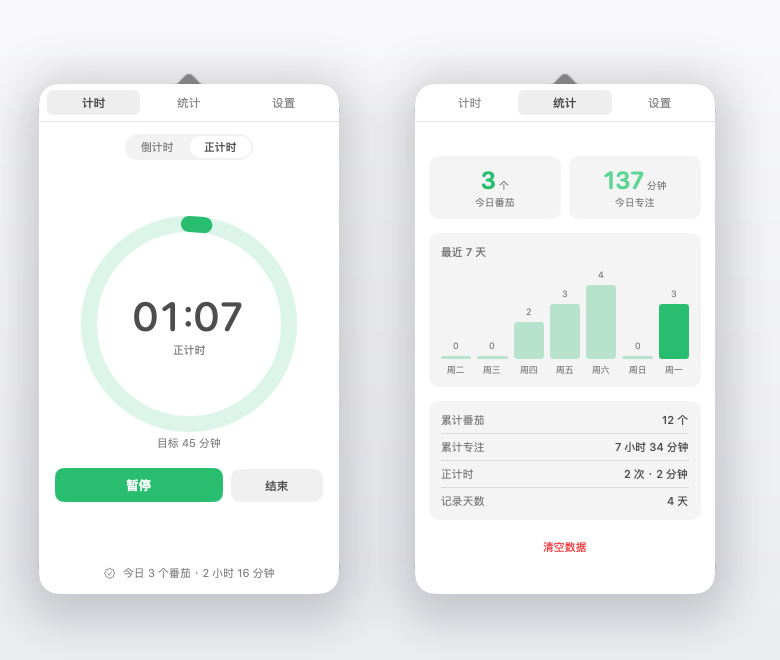 计时 统计 设置
倒计时 正计时
01:07
正计时
目标 45 分钟
暂停 结束
今日 3 个番茄 · 2 小时 16 分钟
计时 统计 设置
3 个 137 分钟
今日番茄 今日专注
最近 7 天
0 0 2 3 4 0 3
周二 周三 周四 周五 周六 周日 周一
累计番茄 12 个
累计专注 7 小时 34 分钟
正计时 2 次 · 2 分钟
记录天数 4 天
清空数据